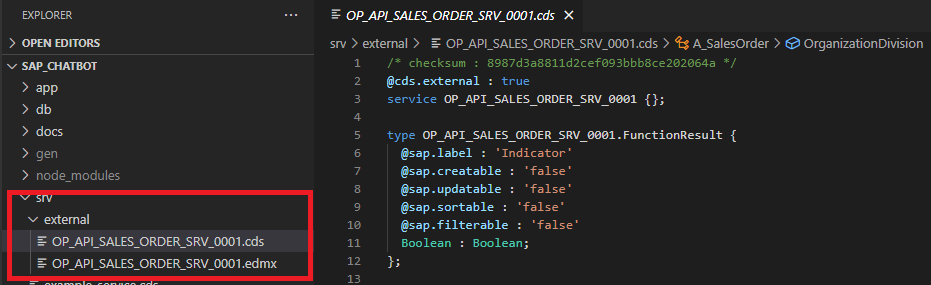 EXPLORER
OPEN EDITORS
SAP_CHATBOT
app
db
docs
gen
node_modules
srv
external
OP_API_SALES_ORDER_SRV_0001.cds
OP_API_SALES_ORDER_SRV_0001.edmx
example-service.cds
OP_API_SALES_ORDER_SRV_0001.cds
srv > external > OP_API_SALES_ORDER_SRV_0001.cds > A_SalesOrder > OrganizationDivision
1 /* checksum : 8987d3a8811d2cef093bbb8ce202064a */
2 @cds.external : true
3 service OP_API_SALES_ORDER_SRV_0001 {};
4
5 type OP_API_SALES_ORDER_SRV_0001.FunctionResult {
6 @sap.label : 'Indicator'
7 @sap.creatable : 'false'
8 @sap.updatable : 'false'
9 @sap.sortable : 'false'
10 @sap.filterable : 'false'
11 Boolean : Boolean;
12 };
13